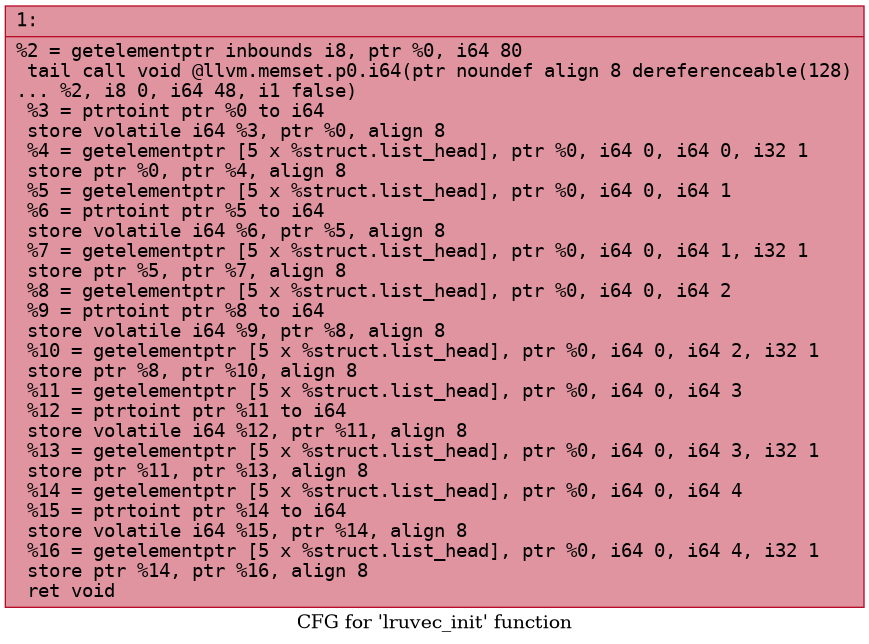 1:
%2 = getelementptr inbounds i8, ptr %0, i64 80
tail call void @llvm.memset.p0.i64(ptr noundef align 8 dereferenceable(128)
... %2, i8 0, i64 48, i1 false)
%3 = ptrtoint ptr %0 to i64
store volatile i64 %3, ptr %0, align 8
%4 = getelementptr [5 x %struct.list_head], ptr %0, i64 0, i64 0, i32 1
store ptr %0, ptr %4, align 8
%5 = getelementptr [5 x %struct.list_head], ptr %0, i64 0, i64 1
%6 = ptrtoint ptr %5 to i64
store volatile i64 %6, ptr %5, align 8
%7 = getelementptr [5 x %struct.list_head], ptr %0, i64 0, i64 1, i32 1
store ptr %5, ptr %7, align 8
%8 = getelementptr [5 x %struct.list_head], ptr %0, i64 0, i64 2
%9 = ptrtoint ptr %8 to i64
store volatile i64 %9, ptr %8, align 8
%10 = getelementptr [5 x %struct.list_head], ptr %0, i64 0, i64 2, i32 1
store ptr %8, ptr %10, align 8
%11 = getelementptr [5 x %struct.list_head], ptr %0, i64 0, i64 3
%12 = ptrtoint ptr %11 to i64
store volatile i64 %12, ptr %11, align 8
%13 = getelementptr [5 x %struct.list_head], ptr %0, i64 0, i64 3, i32 1
store ptr %11, ptr %13, align 8
%14 = getelementptr [5 x %struct.list_head], ptr %0, i64 0, i64 4
%15 = ptrtoint ptr %14 to i64
store volatile i64 %15, ptr %14, align 8
%16 = getelementptr [5 x %struct.list_head], ptr %0, i64 0, i64 4, i32 1
store ptr %14, ptr %16, align 8
ret void
CFG for 'lruvec_init' function